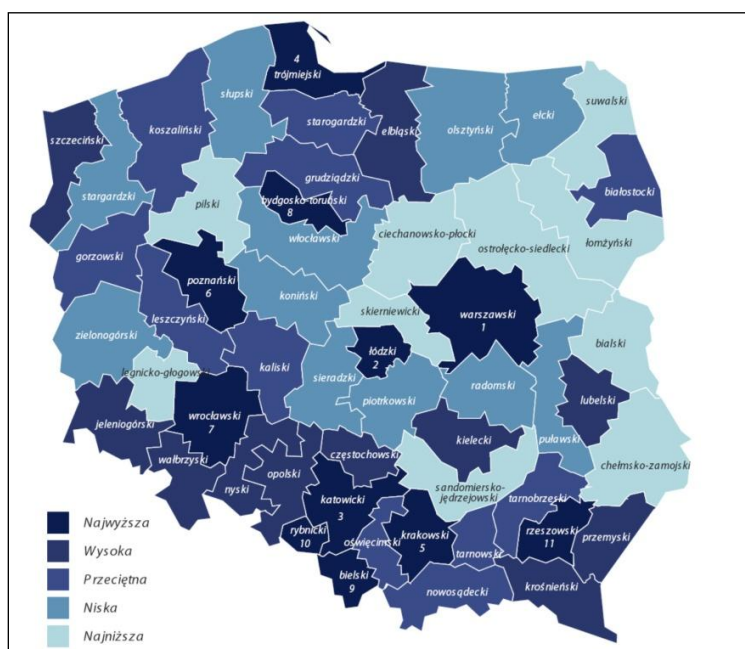 4
trójmiejski
słupski
koszaliński
starogardzki
elbląski
olsztyński
ełcki
suwalski
szczeciński
stargardzki
grudziądzki
białostocki
bydgosko-toruński
8
pilski
włocławski
ciechanowsko-płocki
ostrołęcko-siedlecki
łomżyński
gorzowski
poznański
6
koniński
leszczyński
skierniewicki
warszawski
1
zielonogórski
łódzki
2
bialski
legnicko-głogowski
kaliski
sieradzki
piotrkowski
radomski
lubelski
wrocławski
7
jeleniogórski
puławski
kielecki
wałbrzyski
częstochowski
opolski
nyski
chełmsko-zamojski
sandomiersko-
jędrzejowski
katowicki
3
tarnobrzeski
rybnicki
10
oświęcimski
krakowski
5
rzeszowski
11
przemyski
tarnowski
bielski
9
nowosądecki
krośnieński
Najwyższa
Wysoka
Przeciętna
Niska
Najniższa